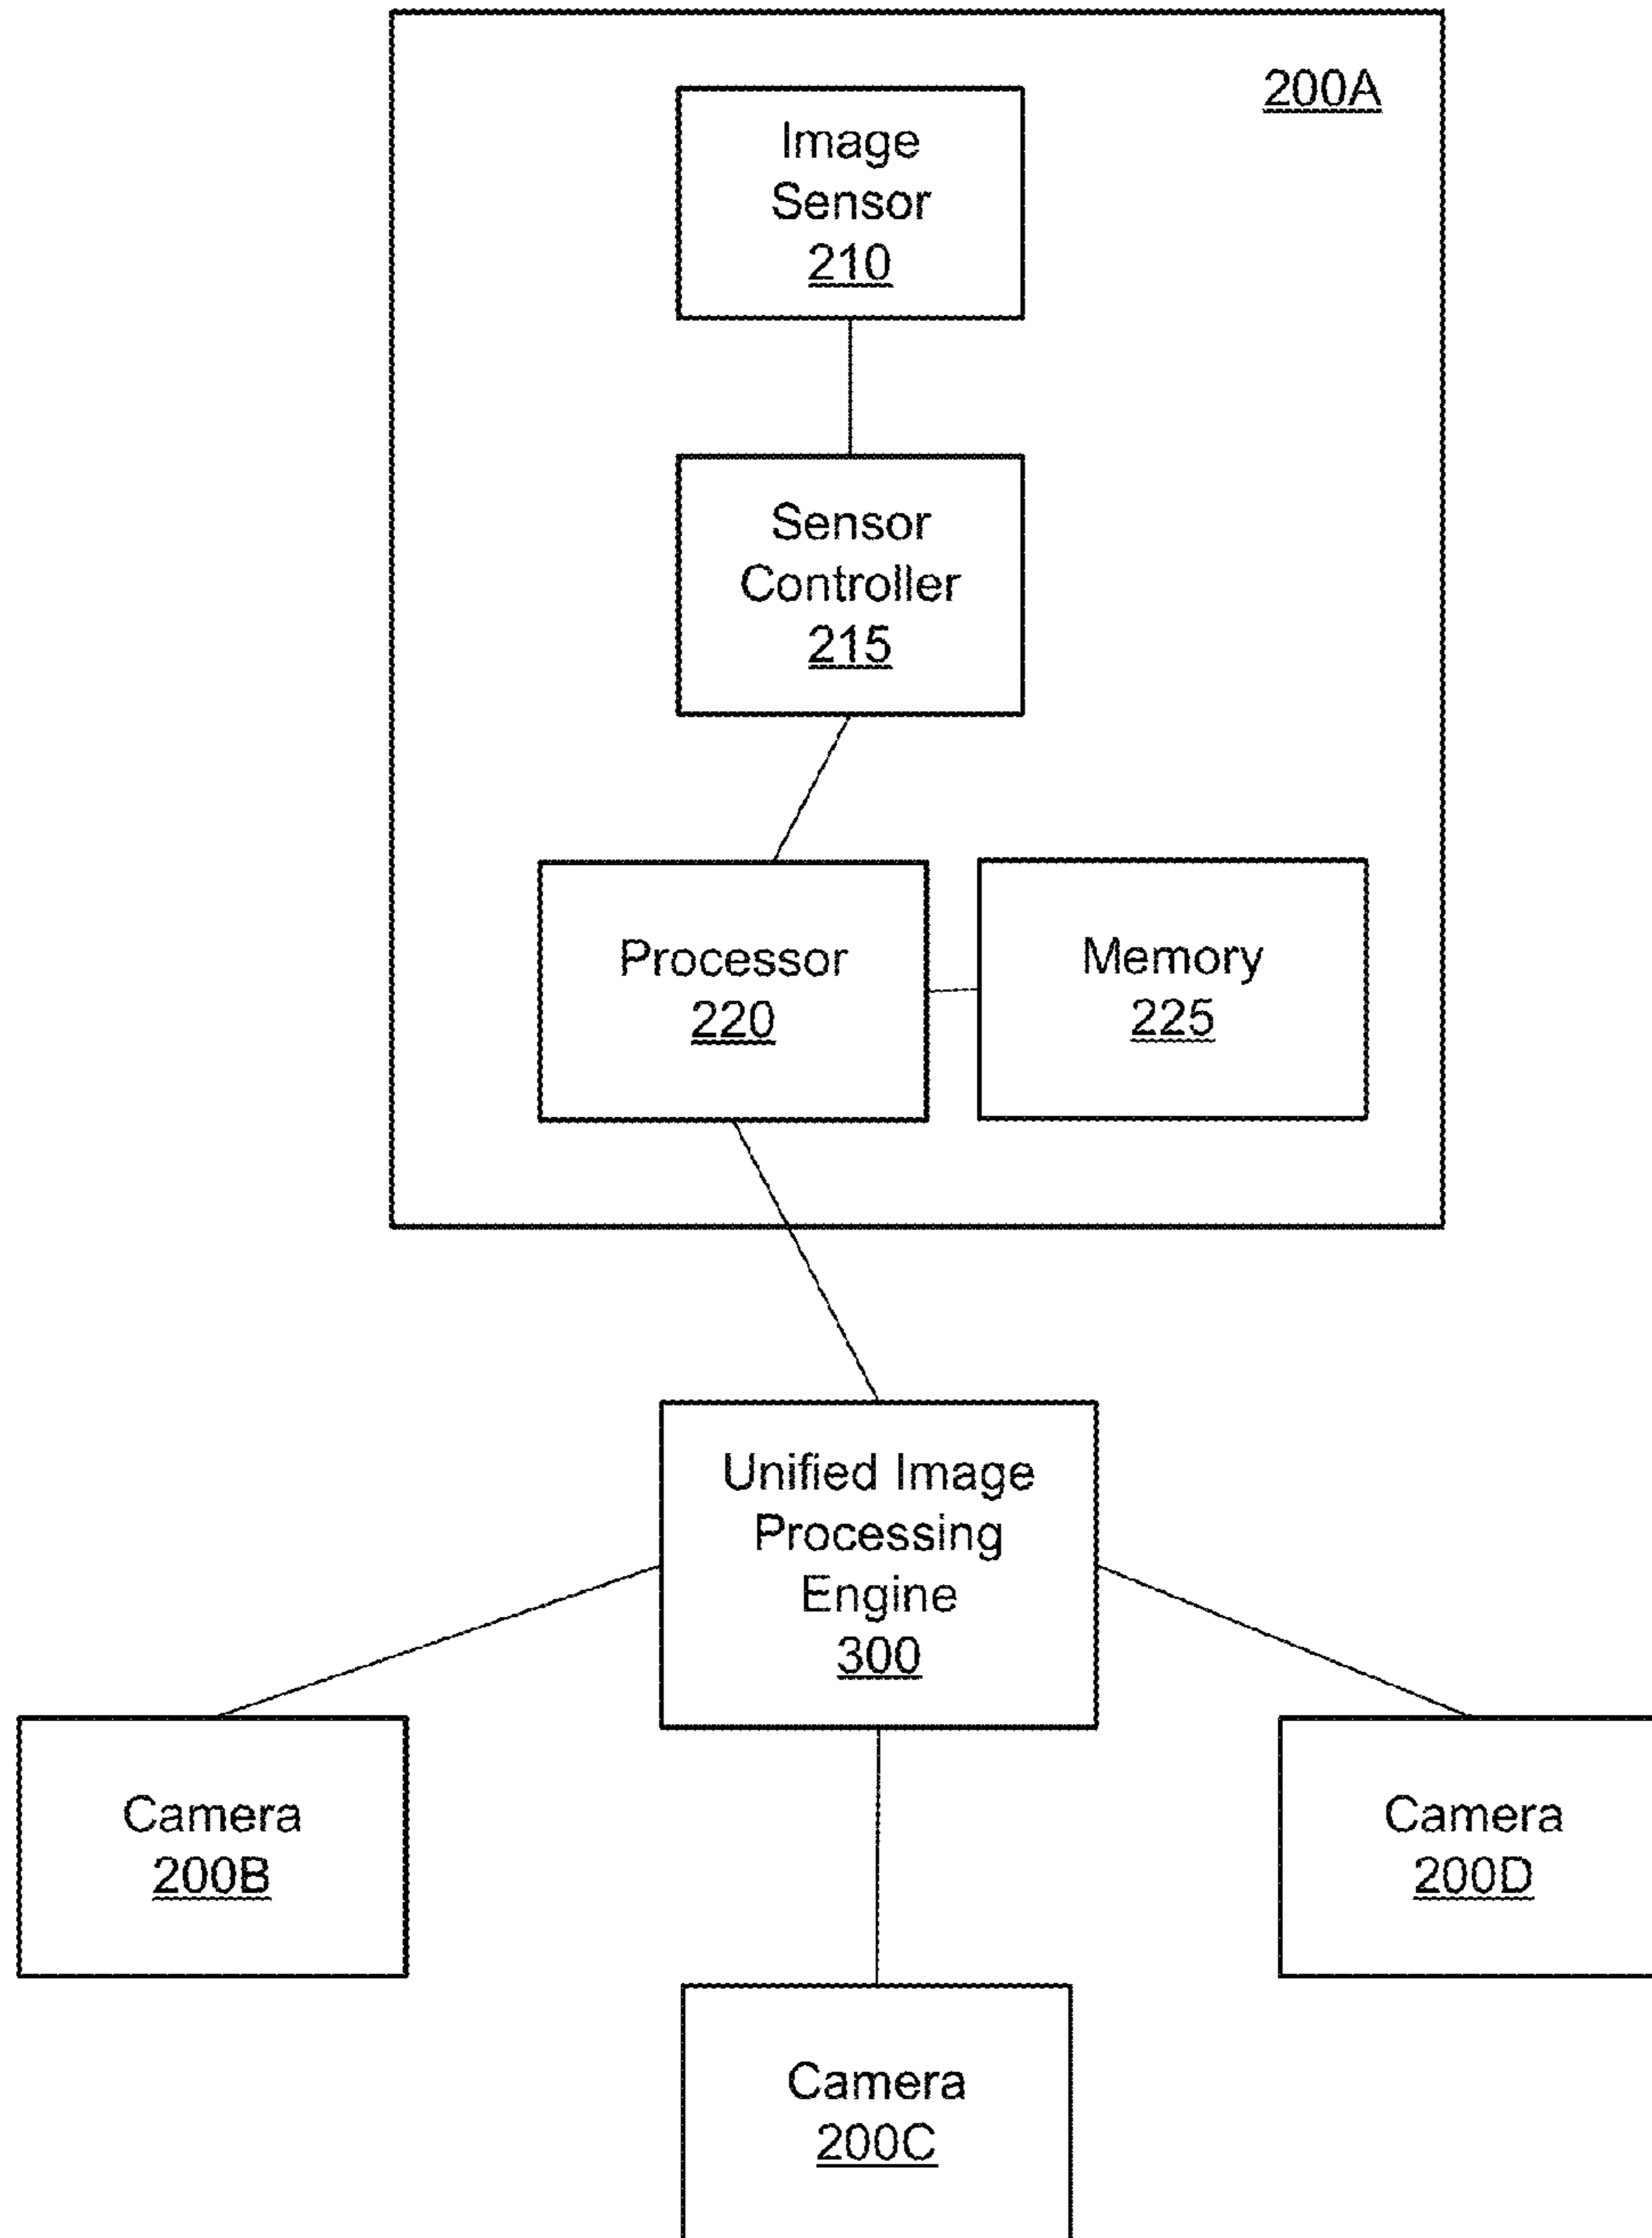 200A
Image
Sensor
210
Sensor
Controller
215
Processor
220
Memory
225
Unified Image
Processing
Engine
300
Camera
200B
Camera
200D
Camera
200C